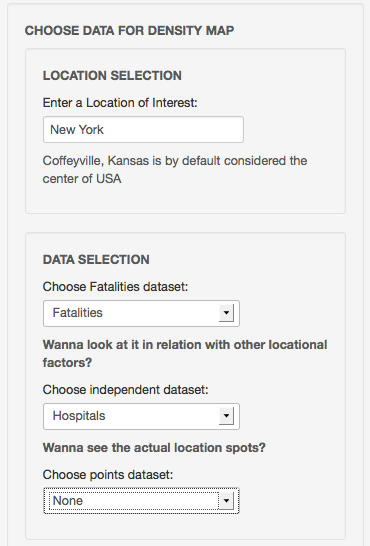 CHOOSE DATA FOR DENSITY MAP
LOCATION SELECTION
Enter a Location of Interest:
New York
Coffeyville, Kansas is by default considered the
center of USA
DATA SELECTION
Choose Fatalities dataset:
Fatalities
Wanna look at it in relation with other locational
factors?
Choose independent dataset:
Hospitals
Wanna see the actual location spots?
Choose points dataset:
None